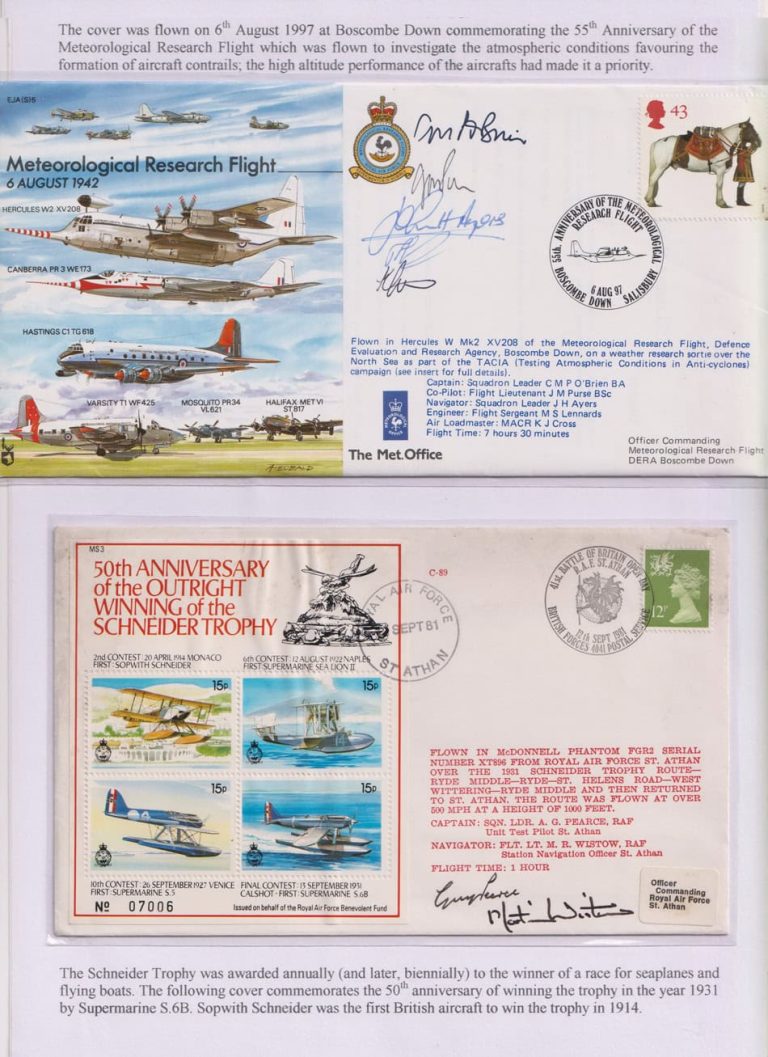 The cover was flown on 6th August 1997 at Boscombe Down commemorating the 55th Anniversary of the
Meteorological Research Flight which was flown to investigate the atmospheric conditions favouring the
formation of aircraft contrails; the high altitude performance of the aircrafts had made it a priority.
EJA(S)5
Meteorological Research Flight
6 AUGUST 1942
HERCULES W2 XV208
CANBERRA PR 3 WE173
HASTINGS C1 TG 618
VARSITY T1 WF425
MOSQUITO PR34
VL621
HALIFAX MET VI
ST 817
43
55th ANNIVERSARY OF THE METEOROLOGICAL
RESEARCH FLIGHT
6 AUG 97
BOSCOMBE DOWN SALISBURY
John H Ayers
Flown in Hercules W Mk2 XV208 of the Meteorological Research Flight, Defence
Evaluation and Research Agency, Boscombe Down, on a weather research sortie over the
North Sea as part of the TACIA (Testing Atmospheric Conditions in Anti-cyclones)
campaign (see insert for full details).
Captain: Squadron Leader C M P O'Brien BA
Co-Pilot: Flight Lieutenant J M Purse BSc
Navigator: Squadron Leader J H Ayers
Engineer: Flight Sergeant M S Lennards
Air Loadmaster: MACR K J Cross
Flight Time: 7 hours 30 minutes
The Met.Office
Officer Commanding
Meteorological Research Flight
DERA Boscombe Down
MS3
50th ANNIVERSARY
of the OUTRIGHT
WINNING of the
SCHNEIDER TROPHY
2nd CONTEST: 20 APRIL 1914 MONACO
FIRST: SOPWITH SCHNEIDER
6th CONTEST: 12 AUGUST 1922 NAPLES
FIRST: SUPERMARINE SEA LION II
15p
15p
15p
15p
10th CONTEST: 26 SEPTEMBER 1927 VENICE
FIRST: SUPERMARINE S.5
FINAL CONTEST: 13 SEPTEMBER 1931
CALSHOT: FIRST: SUPERMARINE S.6B
No 07006
Issued on behalf of the Royal Air Force Benevolent Fund
C-89
AL AIR FORCE
SEPT 81
ST ATHAN
41st. BATTLE OF BRITAIN OPEN DAY
R.A.F. ST. ATHAN
17th SEPT 1981
BRITISH FORCES 4041 POSTAL SERVICE
12P
FLOWN IN McDONNELL PHANTOM FGR2 SERIAL
NUMBER XT896 FROM ROYAL AIR FORCE ST. ATHAN
OVER THE 1931 SCHNEIDER TROPHY ROUTE—
RYDE MIDDLE—RYDE—ST. HELENS ROAD—WEST
WITTERING—RYDE MIDDLE AND THEN RETURNED
TO ST. ATHAN. THE ROUTE WAS FLOWN AT OVER
500 MPH AT A HEIGHT OF 1000 FEET.
CAPTAIN: SQN. LDR. A. G. PEARCE, RAF
Unit Test Pilot St. Athan
NAVIGATOR: FLT. LT. M. R. WISTOW, RAF
Station Navigation Officer St. Athan
FLIGHT TIME: 1 HOUR
Martin Wistow
Officer
Commanding
Royal Air Force
St. Athan
The Schneider Trophy was awarded annually (and later, biennially) to the winner of a race for seaplanes and
flying boats. The following cover commemorates the 50th anniversary of winning the trophy in the year 1931
by Supermarine S.6B. Sopwith Schneider was the first British aircraft to win the trophy in 1914.